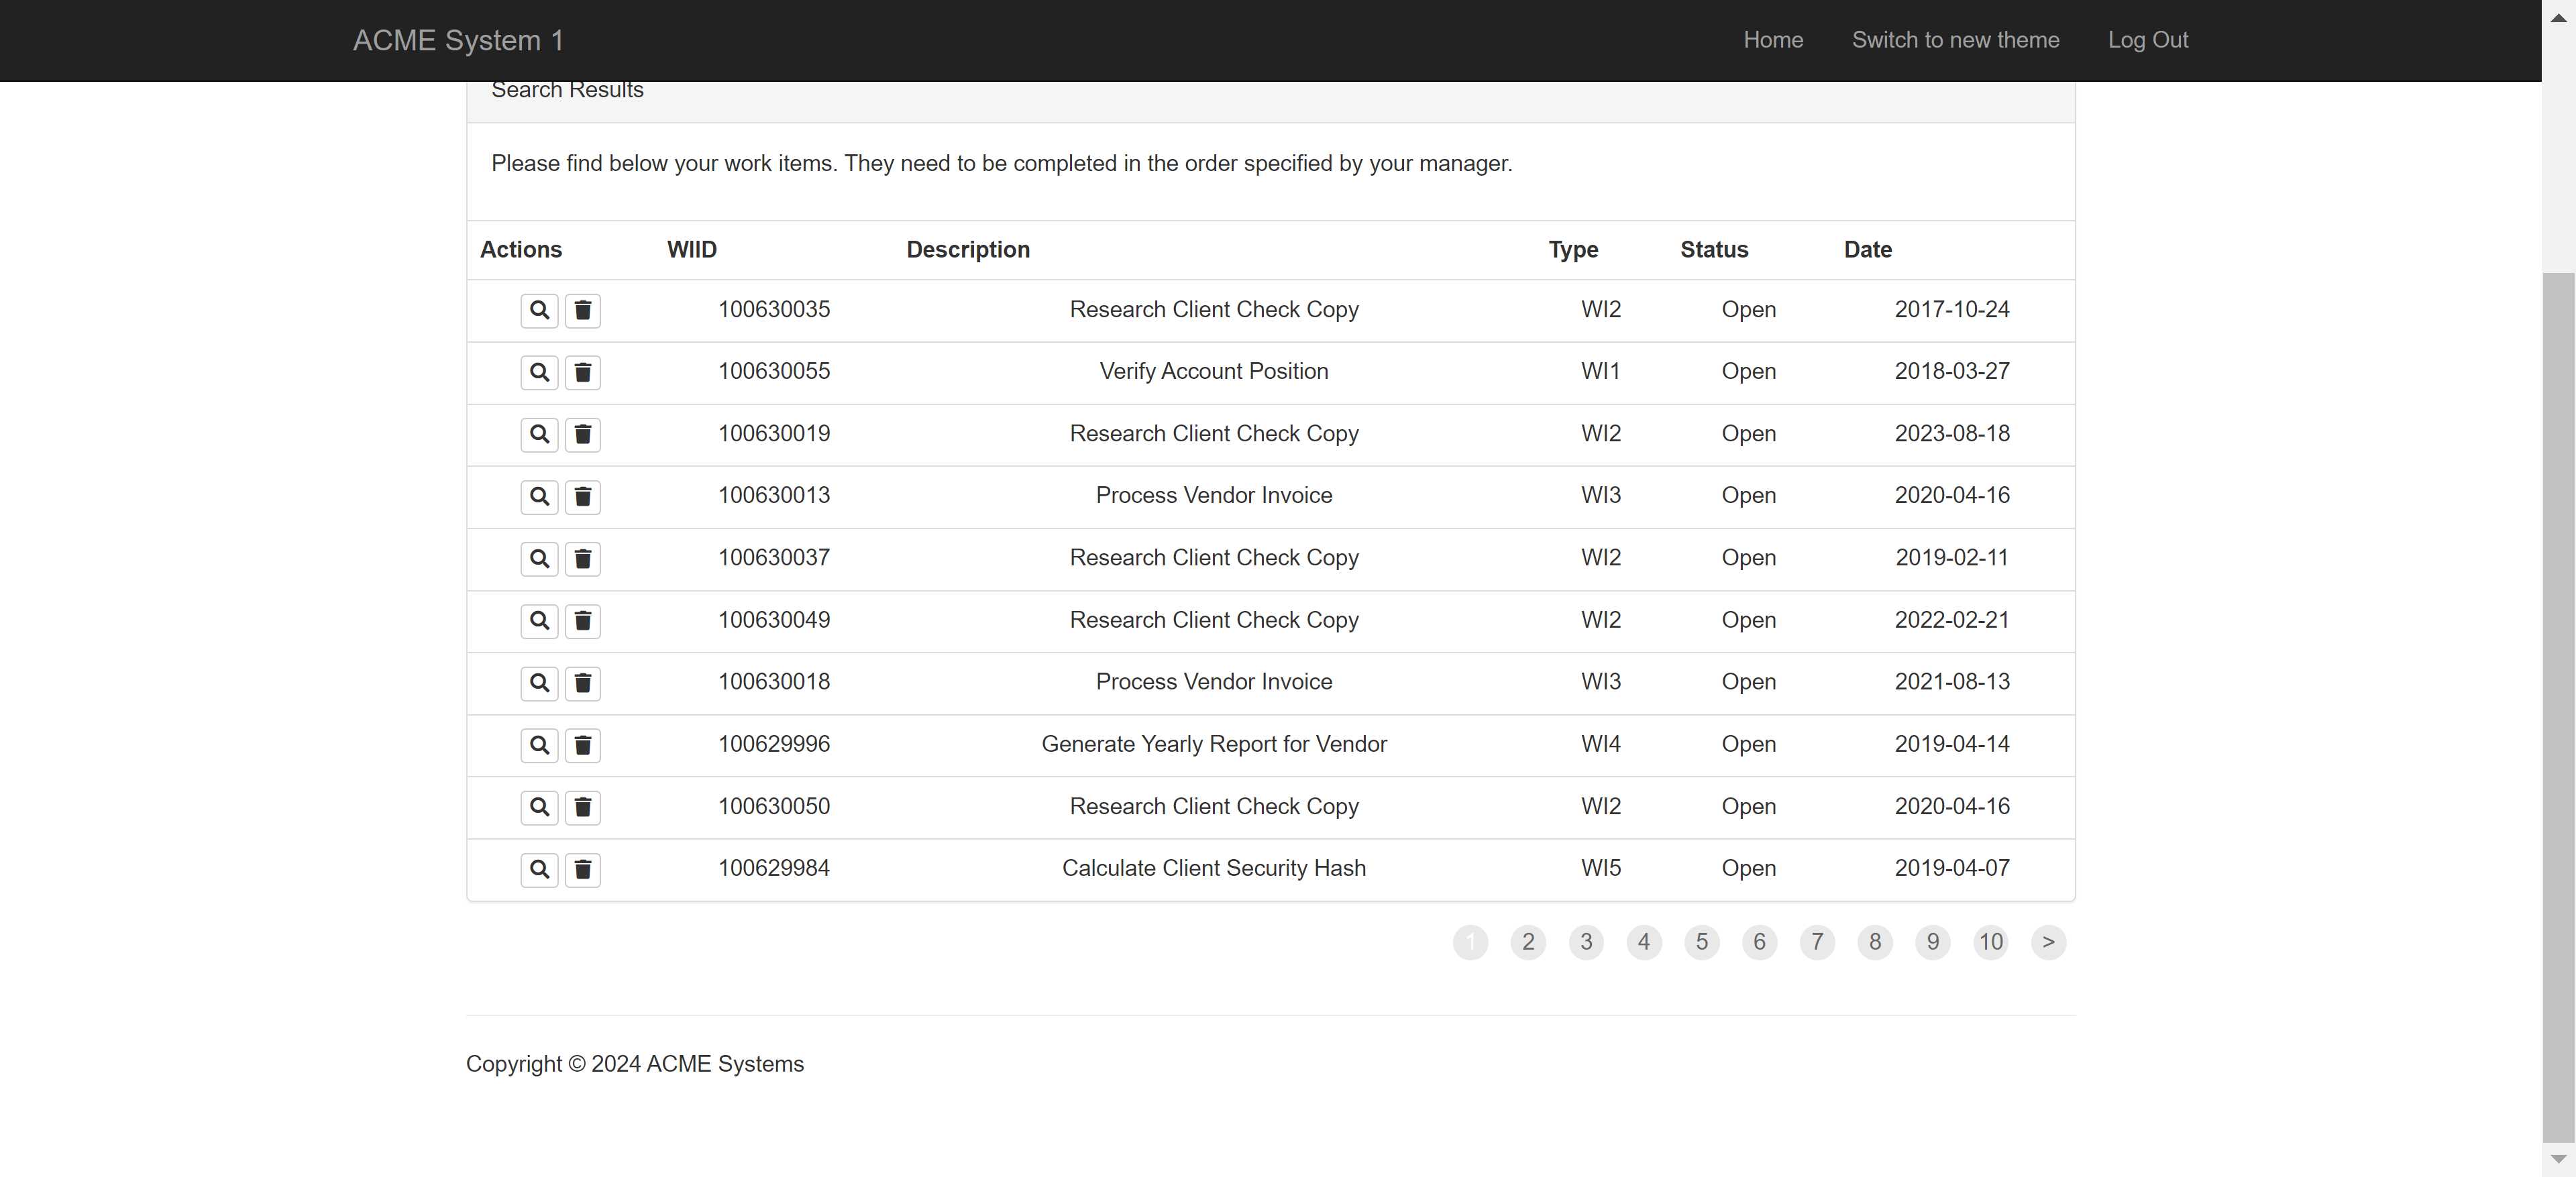 ACME System 1 Home Switch to new theme Log Out
Search Results
Please find below your work items. They need to be completed in the order specified by your manager.
Actions WIID Description Type Status Date
100630035 Research Client Check Copy WI2 Open 2017-10-24
100630055 Verify Account Position WI1 Open 2018-03-27
100630019 Research Client Check Copy WI2 Open 2023-08-18
100630013 Process Vendor Invoice WI3 Open 2020-04-16
100630037 Research Client Check Copy WI2 Open 2019-02-11
100630049 Research Client Check Copy WI2 Open 2022-02-21
100630018 Process Vendor Invoice WI3 Open 2021-08-13
100629996 Generate Yearly Report for Vendor WI4 Open 2019-04-14
100630050 Research Client Check Copy WI2 Open 2020-04-16
100629984 Calculate Client Security Hash WI5 Open 2019-04-07
1 2 3 4 5 6 7 8 9 10 >
Copyright © 2024 ACME Systems